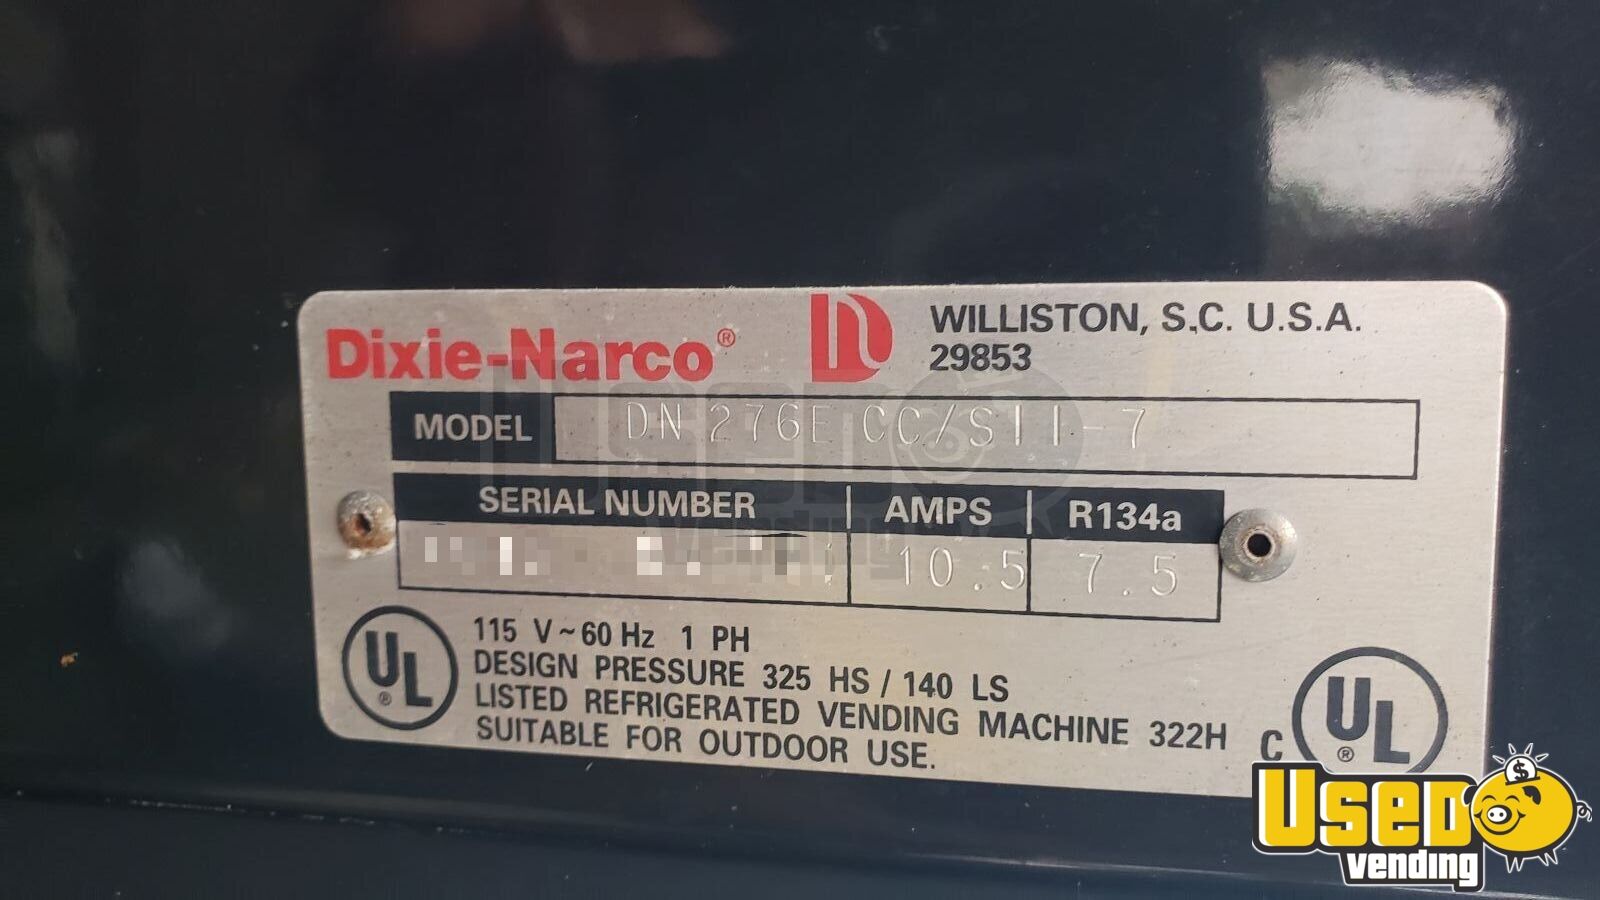 Dixie-Narco® WILLISTON, S.C. U.S.A.
29853
MODEL DN 276E CC/SII-7
SERIAL NUMBER AMPS R134a
10.5 7.5
UL® 115 V~60 Hz 1 PH
DESIGN PRESSURE 325 HS / 140 LS
LISTED REFRIGERATED VENDING MACHINE 322H
SUITABLE FOR OUTDOOR USE.
C UL®
USED
Vending
USED
vending